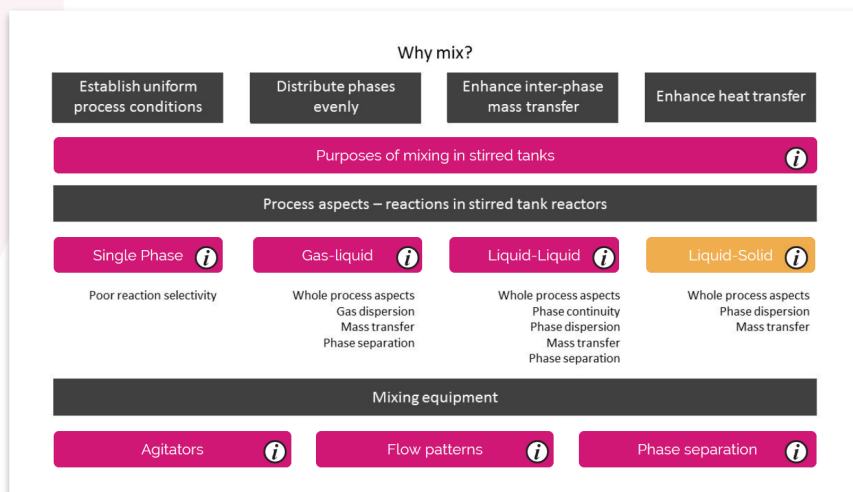 Why mix?
Establish uniform
process conditions
Distribute phases
evenly
Enhance inter-phase
mass transfer
Enhance heat transfer
Purposes of mixing in stirred tanks i
Process aspects – reactions in stirred tank reactors
Single Phase i
Gas-liquid i
Liquid-Liquid i
Liquid-Solid i
Poor reaction selectivity
Whole process aspects
Gas dispersion
Mass transfer
Phase separation
Whole process aspects
Phase continuity
Phase dispersion
Mass transfer
Phase separation
Whole process aspects
Phase dispersion
Mass transfer
Mixing equipment
Agitators i
Flow patterns i
Phase separation i